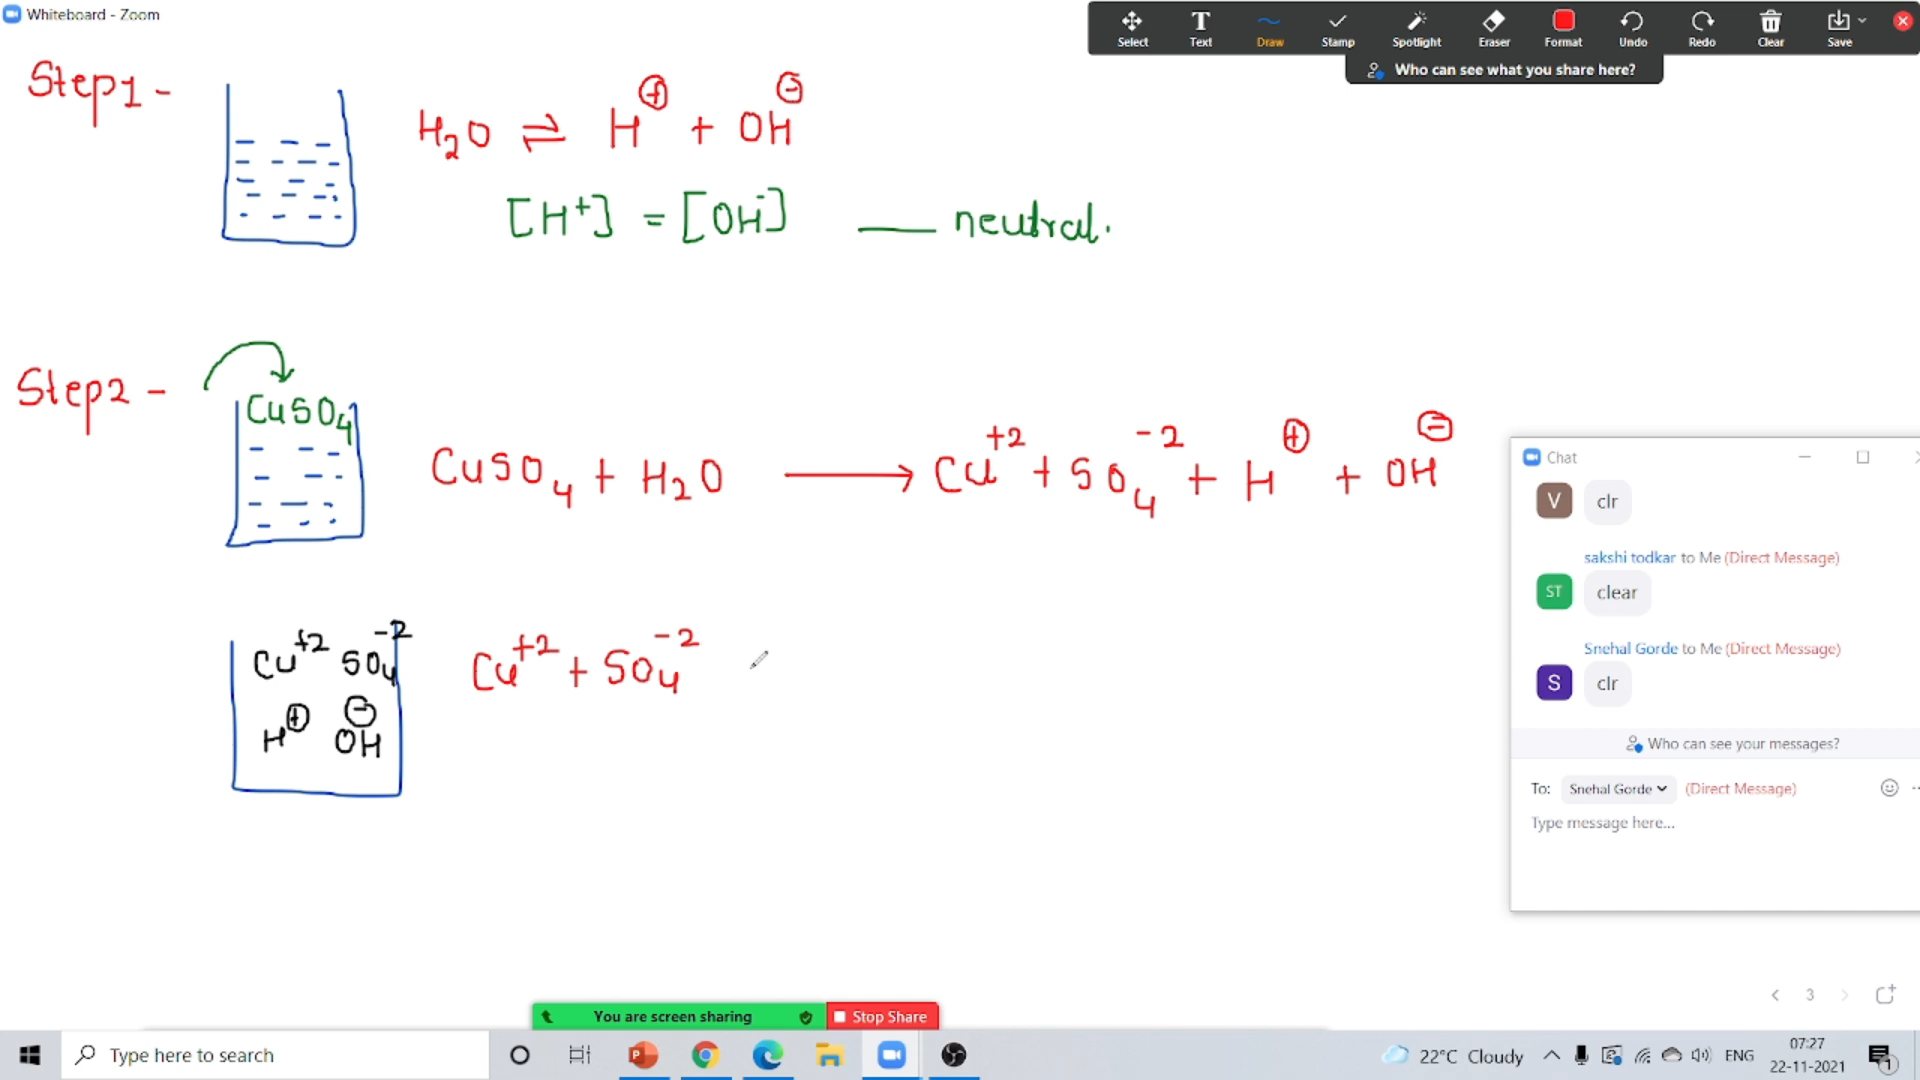 Whiteboard - Zoom
Select Text Draw Stamp Spotlight Eraser Format Undo Redo Clear Save
Who can see what you share here?
Step1 -
H2O ⇌ H⊕ + OH⊖
[H+] = [OH-] ___ neutral.
Step2 -
CuSO4
CuSO4 + H2O → Cu+2 + SO4-2 + H⊕ + OH⊖
Cu+2 SO4-2
H⊕ OH⊖
Cu+2 + SO4-2
Chat
V clr
sakshi todkar to Me (Direct Message)
ST clear
Snehal Gorde to Me (Direct Message)
S clr
Who can see your messages?
To: Snehal Gorde (Direct Message)
Type message here...
3
You are screen sharing Stop Share
Type here to search
22°C Cloudy
ENG
07:27
22-11-2021
1